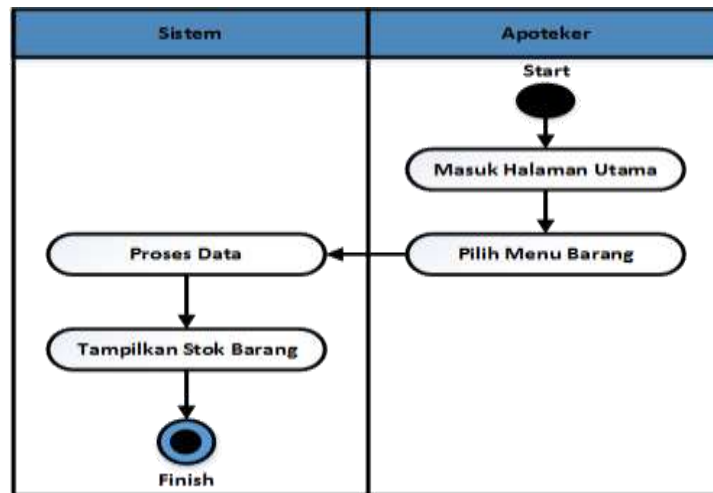 Sistem
Apoteker
Start
Masuk Halaman Utama
Pilih Menu Barang
Proses Data
Tampilkan Stok Barang
Finish